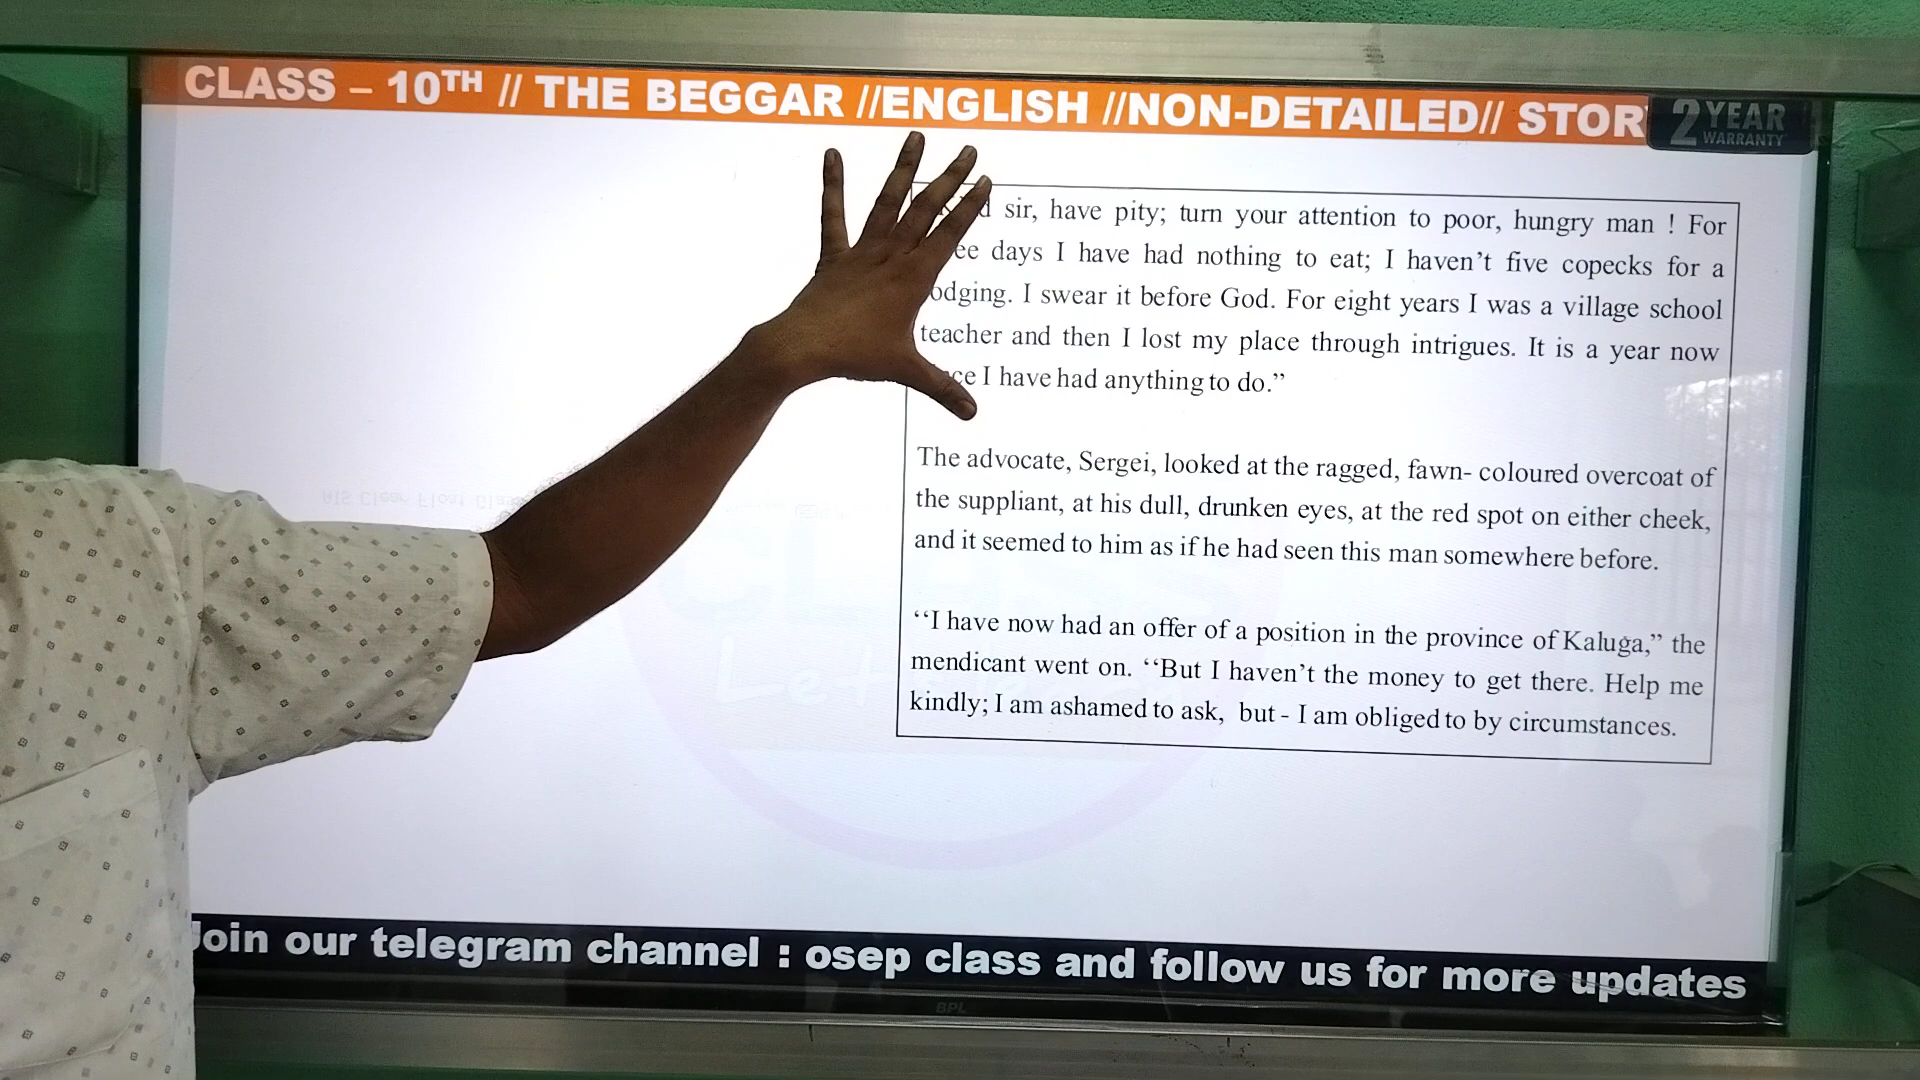 CLASS – 10TH // THE BEGGAR //ENGLISH //NON-DETAILED// STOR
2 YEAR
WARRANTY
sir, have pity; turn your attention to poor, hungry man ! For
days I have had nothing to eat; I haven’t five copecks for a
odging. I swear it before God. For eight years I was a village school
teacher and then I lost my place through intrigues. It is a year now
I have had anything to do.”
The advocate, Sergei, looked at the ragged, fawn- coloured overcoat of
the suppliant, at his dull, drunken eyes, at the red spot on either cheek,
and it seemed to him as if he had seen this man somewhere before.
‘‘I have now had an offer of a position in the province of Kaluga,” the
mendicant went on. ‘‘But I haven’t the money to get there. Help me
kindly; I am ashamed to ask, but - I am obliged to by circumstances.
Join our telegram channel : osep class and follow us for more updates
BPL